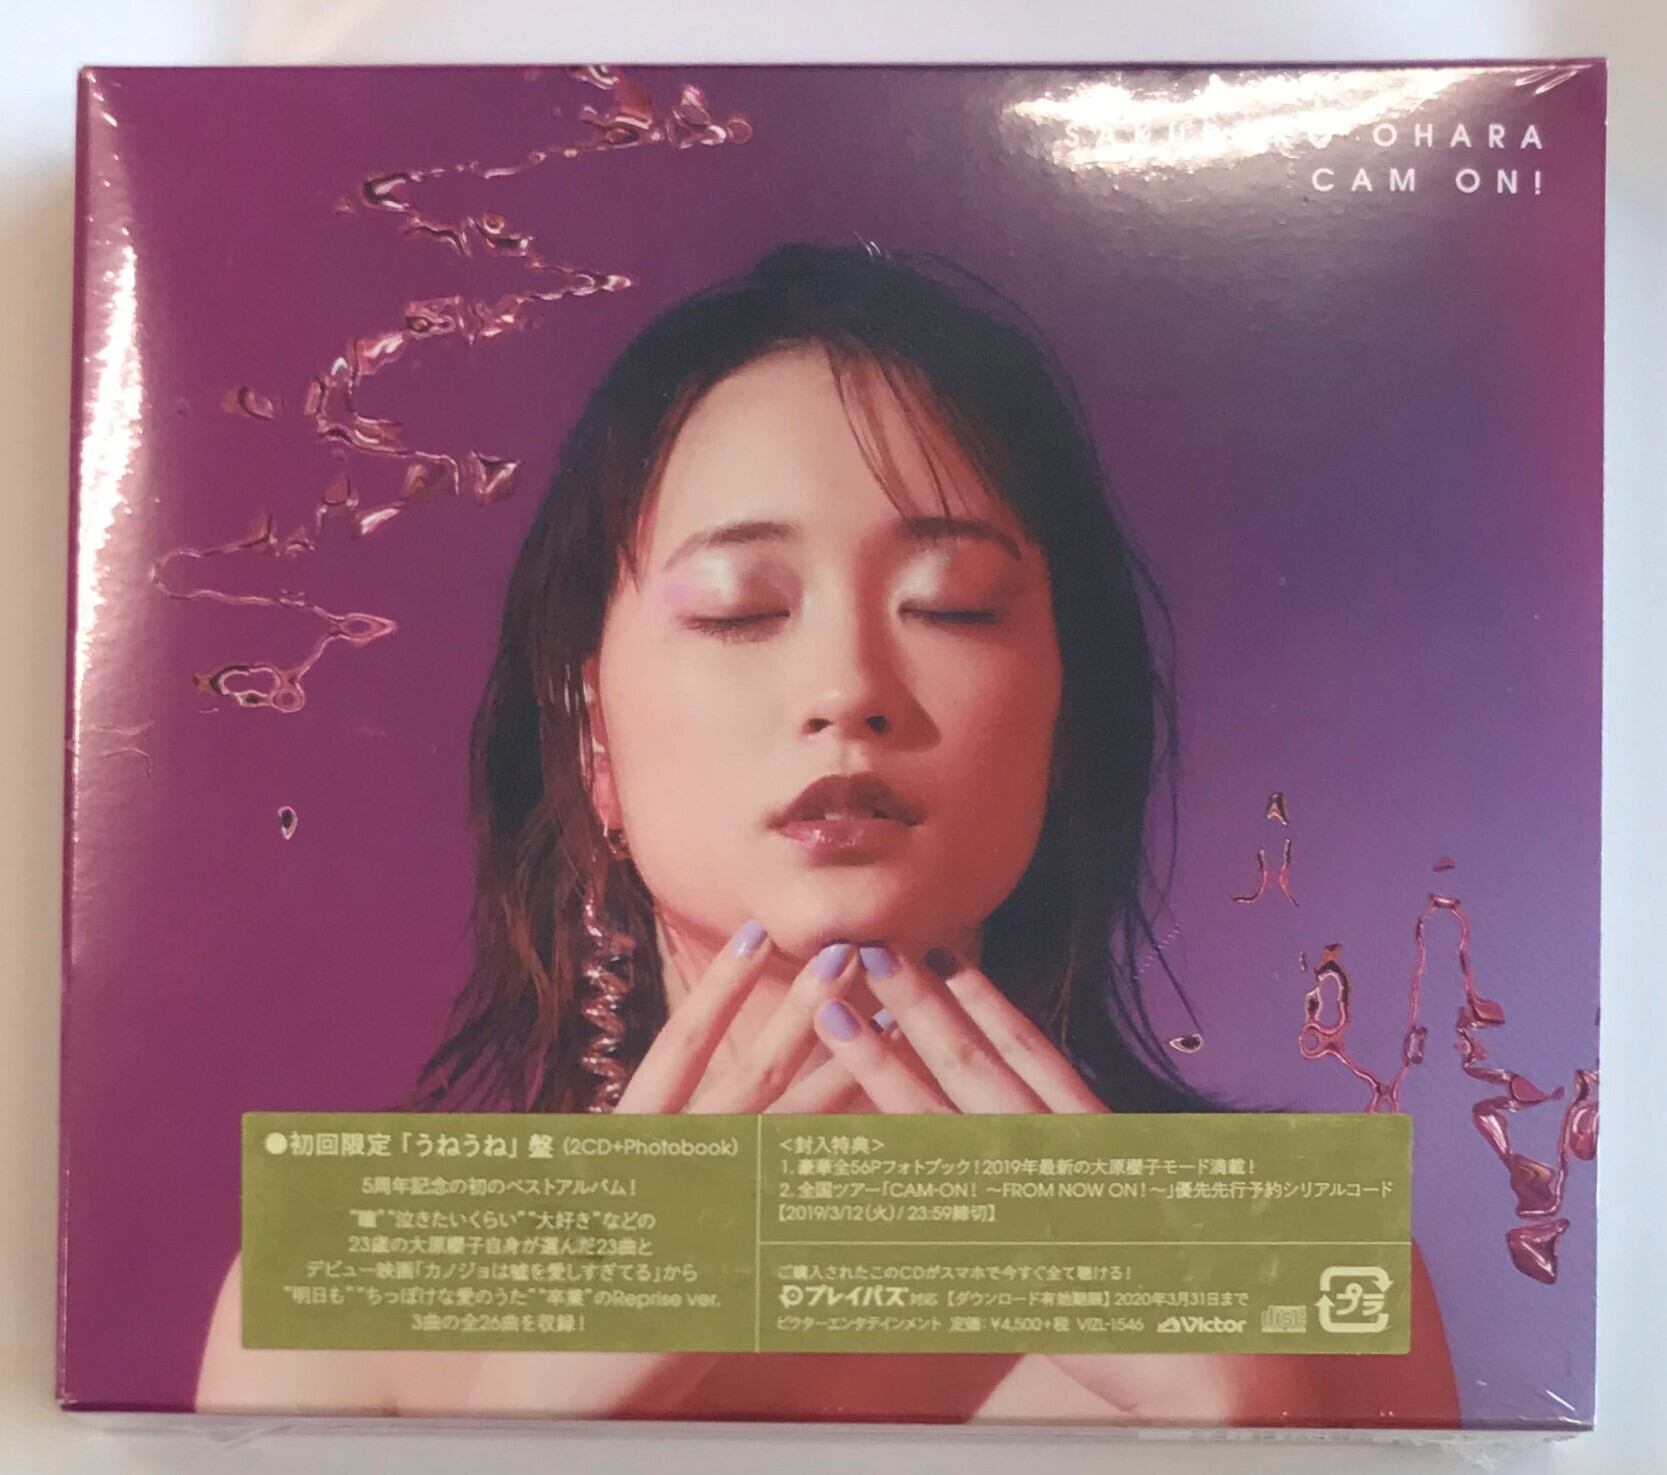 SAKURAKO OHARA
CAM ON!
●初回限定「うねうね」盤 (2CD+Photobook)
5周年記念の初のベストアルバム!
"瞳" "泣きたいくらい" "大好き"などの
23歳の大原櫻子自身が選んだ23曲と
デビュー映画「カノジョは嘘を愛しすぎてる」から
"明日も" "ちっぽけな愛のうた" "卒業"のReprise ver.
3曲の全26曲を収録!
<封入特典>
1. 豪華全56Pフォトブック!2019年最新の大原櫻子モード満載!
2. 全国ツアー「CAM-ON! ~FROM NOW ON!~」優先先行予約シリアルコード
【2019/3/12(火) / 23:59締切】
ご購入されたこのCDがスマホで今すぐ全て聴ける!
プレイパス対応 【ダウンロード有効期限】 2020年3月31日まで
ビクターエンタテインメント 定価:¥4,500+税 VIZL-1546 Victor
disc
プラ